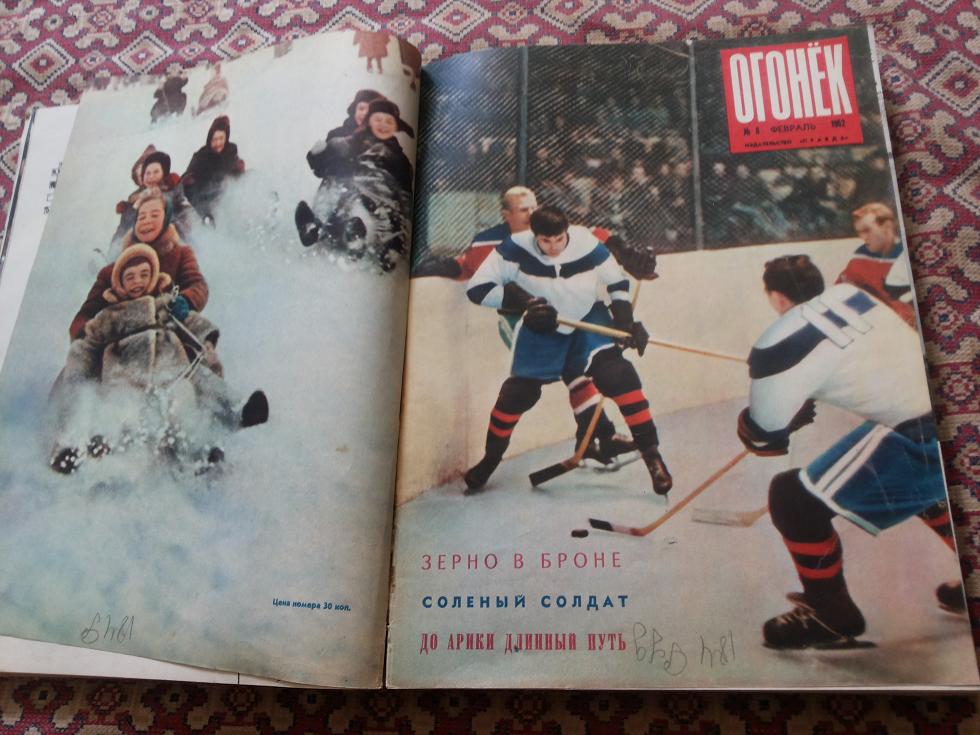 Цена номера 30 коп.
ОГОНЁК
№ 8 ФЕВРАЛЬ 1962
ИЗДАТЕЛЬСТВО «ПРАВДА»
ЗЕРНО В БРОНЕ
СОЛЕНЫЙ СОЛДАТ
ДО АРИКИ ДЛИННЫЙ ПУТЬ